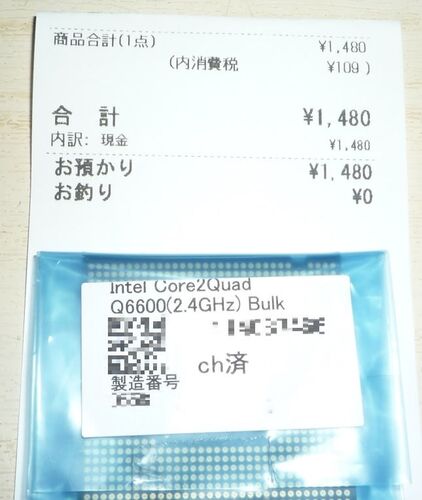 商品合計(1点) ¥1,480
(内消費税 ¥109 )
合 計 ¥1,480
内訳: 現金 ¥1,480
お預かり ¥1,480
お釣り ¥0
Intel Core2Quad
Q6600(2.4GHz) Bulk
ch済
製造番号